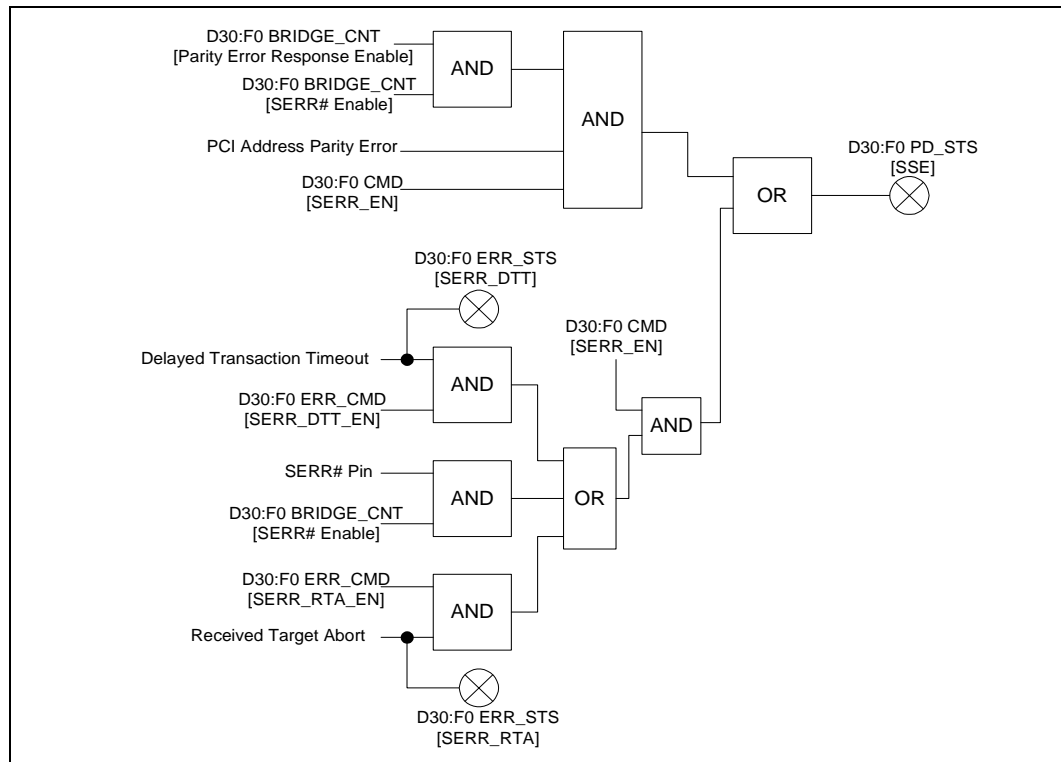 D30:F0 BRIDGE_CNT
[Parity Error Response Enable]
AND
D30:F0 BRIDGE_CNT
[SERR# Enable]
AND
PCI Address Parity Error
D30:F0 CMD
[SERR_EN]
OR
D30:F0 PD_STS
[SSE]
D30:F0 ERR_STS
[SERR_DTT]
Delayed Transaction Timeout
AND
D30:F0 ERR_CMD
[SERR_DTT_EN]
D30:F0 CMD
[SERR_EN]
AND
SERR# Pin
AND
D30:F0 BRIDGE_CNT
[SERR# Enable]
OR
D30:F0 ERR_CMD
[SERR_RTA_EN]
AND
Received Target Abort
D30:F0 ERR_STS
[SERR_RTA]